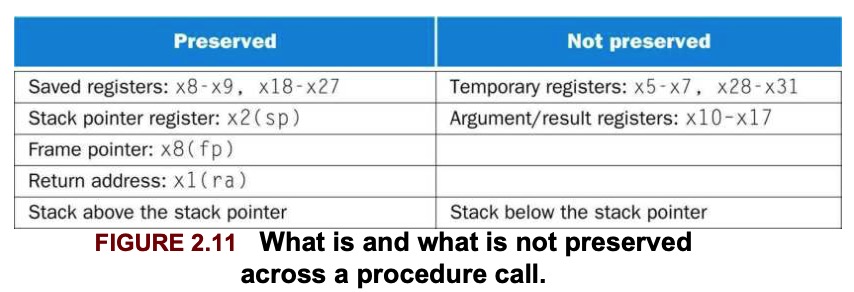 Preserved Not preserved
Saved registers: x8-x9, x18-x27 Temporary registers: x5-x7, x28-x31
Stack pointer register: x2(sp) Argument/result registers: x10-x17
Frame pointer: x8(fp)
Return address: x1(ra)
Stack above the stack pointer Stack below the stack pointer
FIGURE 2.11 What is and what is not preserved
across a procedure call.